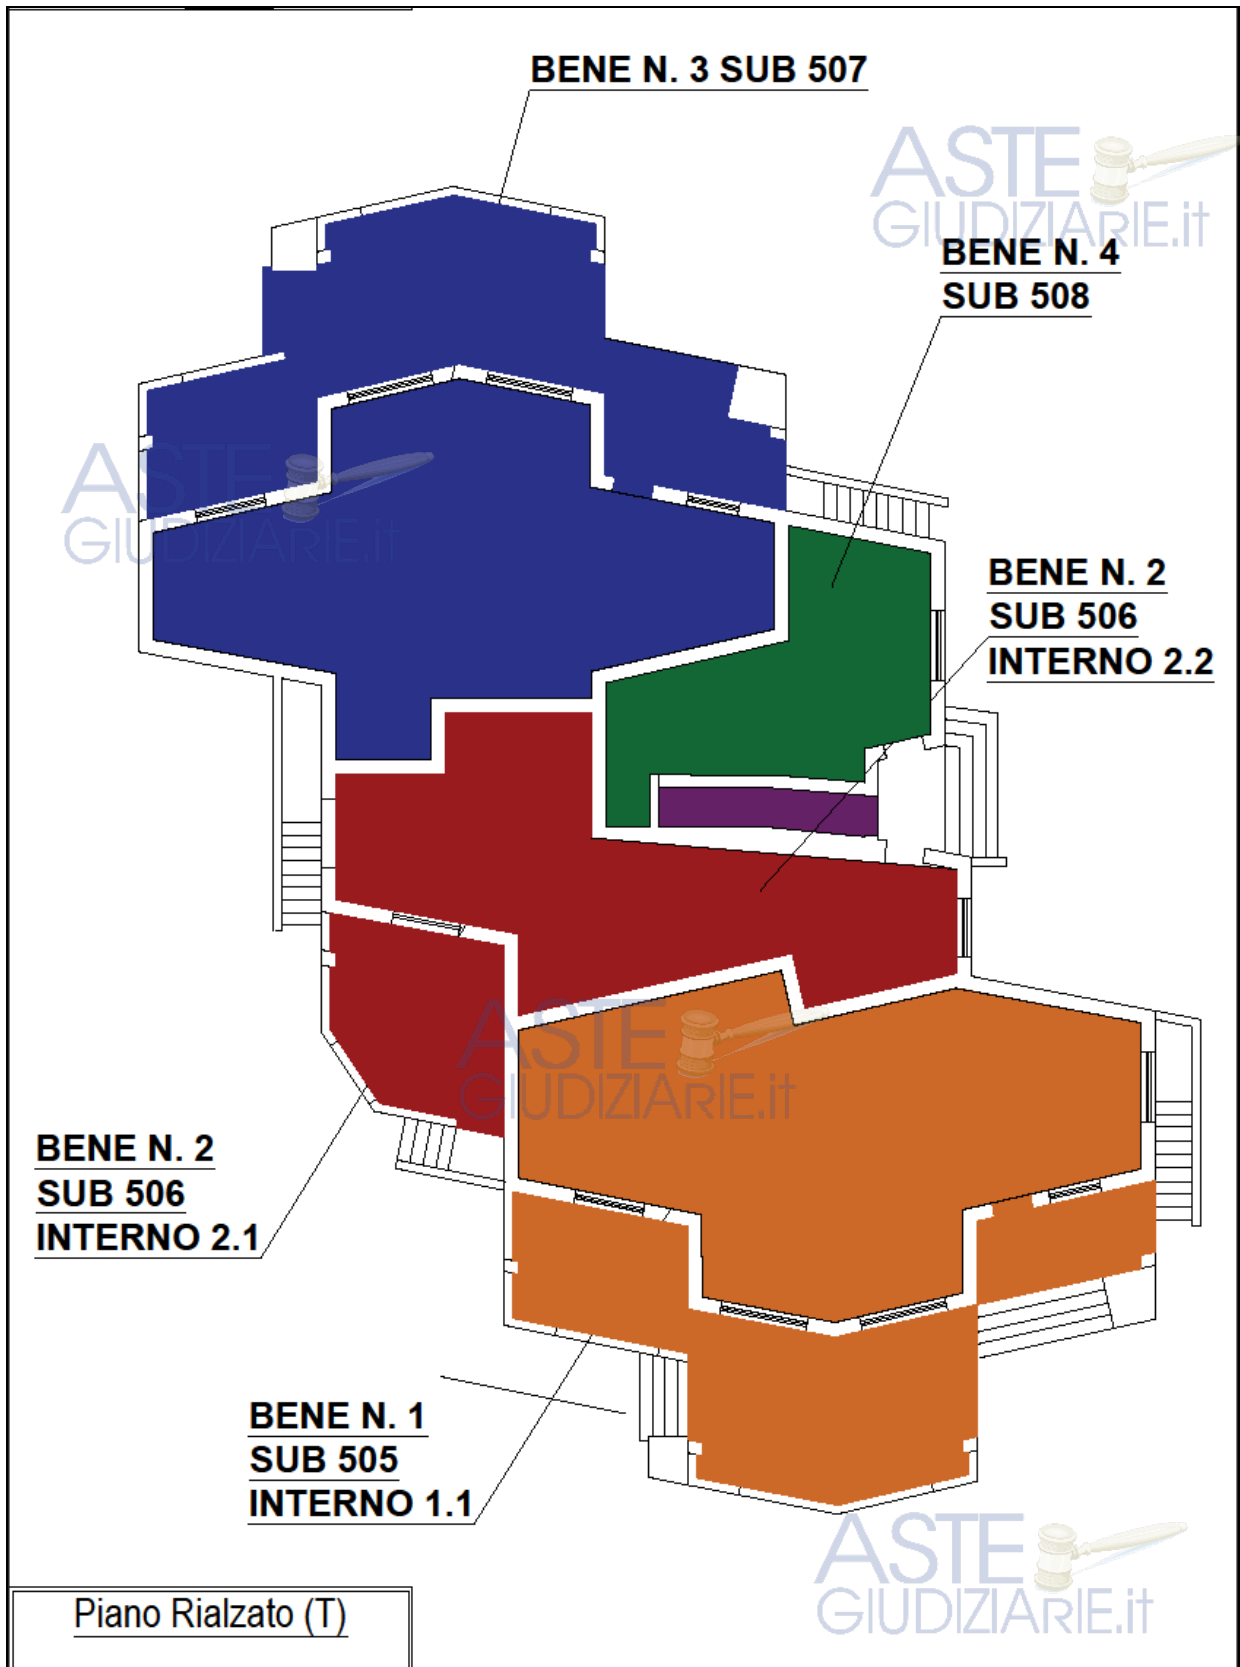 BENE N. 3 SUB 507
ASTE
GIUDIZIARIE.it
BENE N. 4
SUB 508
ASTE
GIUDIZIARIE.it
BENE N. 2
SUB 506
INTERNO 2.2
ASTE
GIUDIZIARIE.it
BENE N. 2
SUB 506
INTERNO 2.1
BENE N. 1
SUB 505
INTERNO 1.1
ASTE
GIUDIZIARIE.it
Piano Rialzato (T)